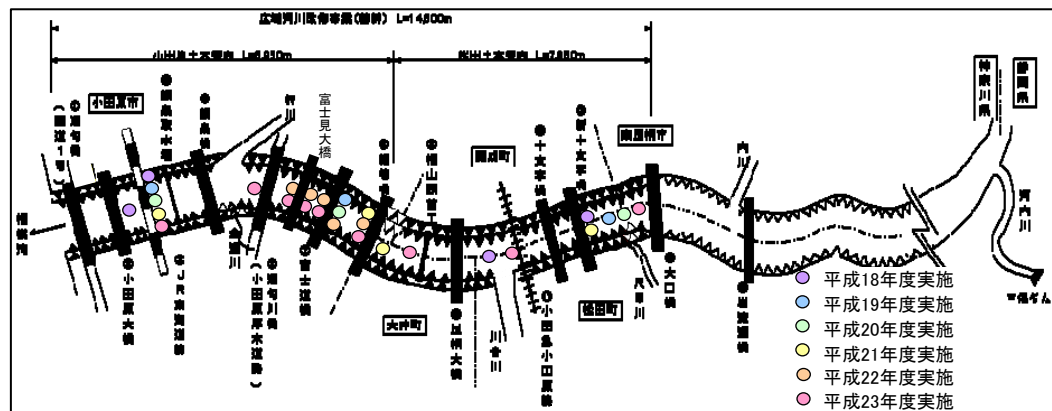 広域河川改修事業(酒匂) L=14,800m
小田原土木管内 L=6,950m
松田土木管内 L=7,850m
神奈川県
静岡県
小田原市
富士見大橋
開成町
南足柄市
酒匂橋
(国道1号)
飯泉取水堰
飯泉橋
狩川
報徳橋
十文字橋
新十文字橋
内川
河内川
相模湾
小田原大橋
JR東海道線
酒匂川橋
(小田原厚木道路)
富士道橋
大井町
足柄大橋
川音川
小田急小田原線
松田町
尺里川
大口橋
岩流瀬橋
平成18年度実施
平成19年度実施
平成20年度実施
平成21年度実施
平成22年度実施
平成23年度実施